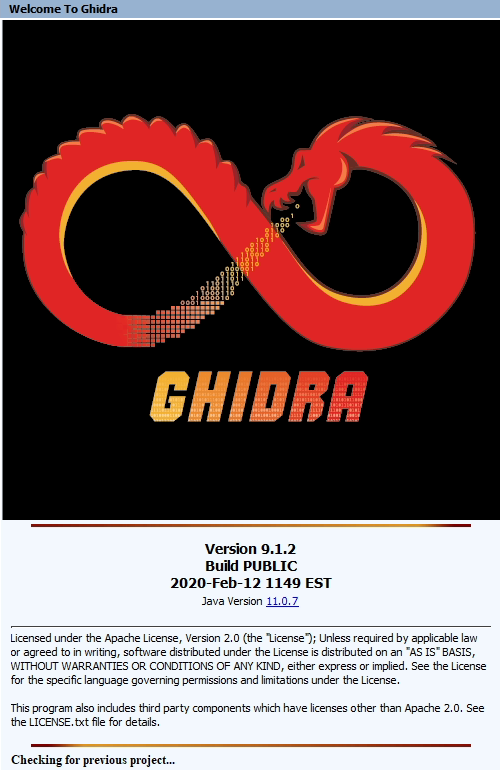 Welcome To Ghidra
GHIDRA
Version 9.1.2
Build PUBLIC
2020-Feb-12 1149 EST
Java Version 11.0.7
Licensed under the Apache License, Version 2.0 (the "License"); Unless required by applicable law
or agreed to in writing, software distributed under the License is distributed on an "AS IS" BASIS,
WITHOUT WARRANTIES OR CONDITIONS OF ANY KIND, either express or implied. See the License
for the specific language governing permissions and limitations under the License.
This program also includes third party components which have licenses other than Apache 2.0. See
the LICENSE.txt file for details.
Checking for previous project...